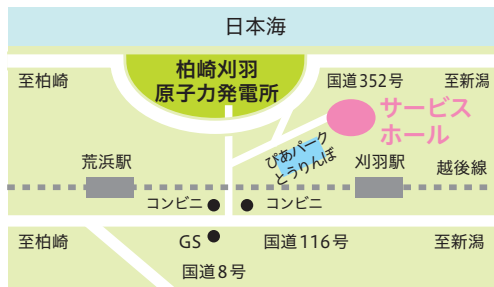 日本海
柏崎刈羽
原子力発電所
至柏崎
国道352号
至新潟
サービス
ホール
ぴあパーク
とうりんぼ
荒浜駅
刈羽駅
越後線
コンビニ
コンビニ
至柏崎
GS
国道116号
至新潟
国道8号